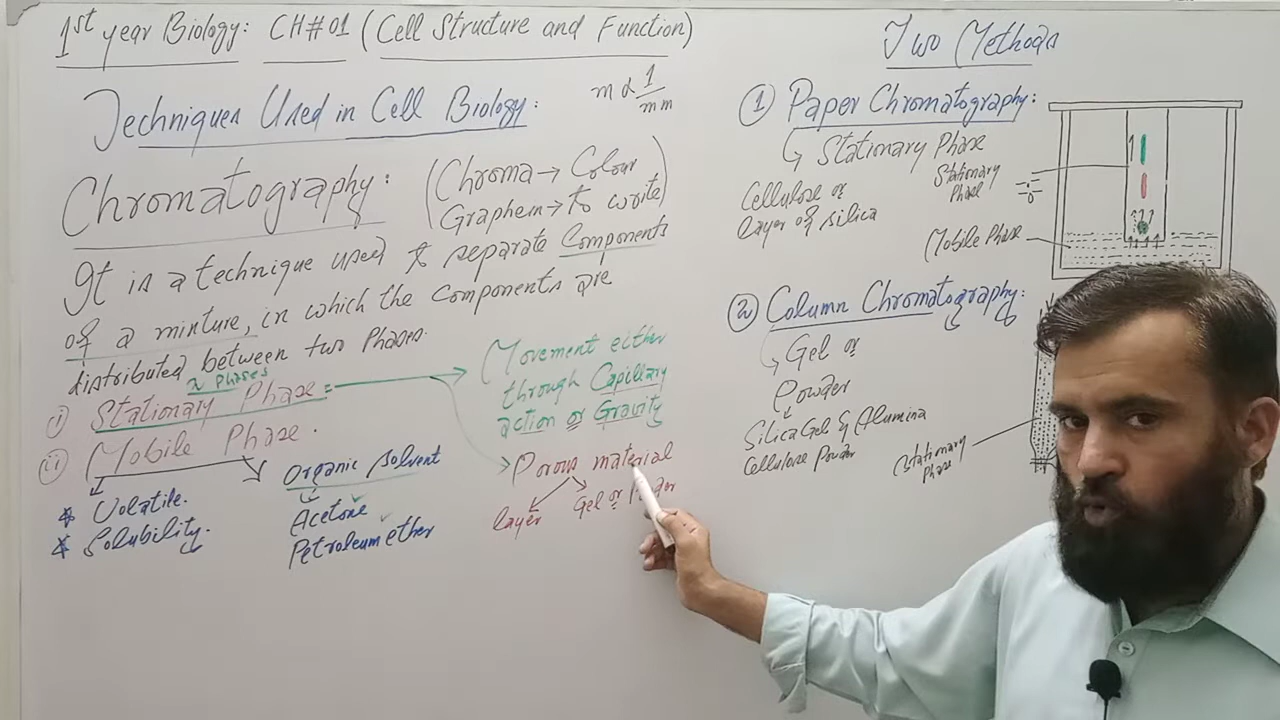 1st year Biology: CH#01 (Cell Structure and Function)
Techniques Used in Cell Biology:
m ∝ 1/mm
Chromatography:
(Chroma → Colour
Graphein → To write)
It is a technique used to separate Components
of a mixture, in which the components are
distributed between two Phases.
2 Phases
i) Stationary Phase =
ii) Mobile Phase.
* Volatile.
* Solubility.
Organic Solvent
Acetone
Petroleum ether
(Movement either
through Capillary
action or Gravity
Porous material
layer
Gel or
Two Methods
① Paper Chromatography:
Stationary Phase
Cellulose or
layer of silica
Stationary
Phase
Mobile Phase
② Column Chromatography:
Gel or
Powder
Silica Gel & Alumina
Cellulose Powder
Stationary
Phase